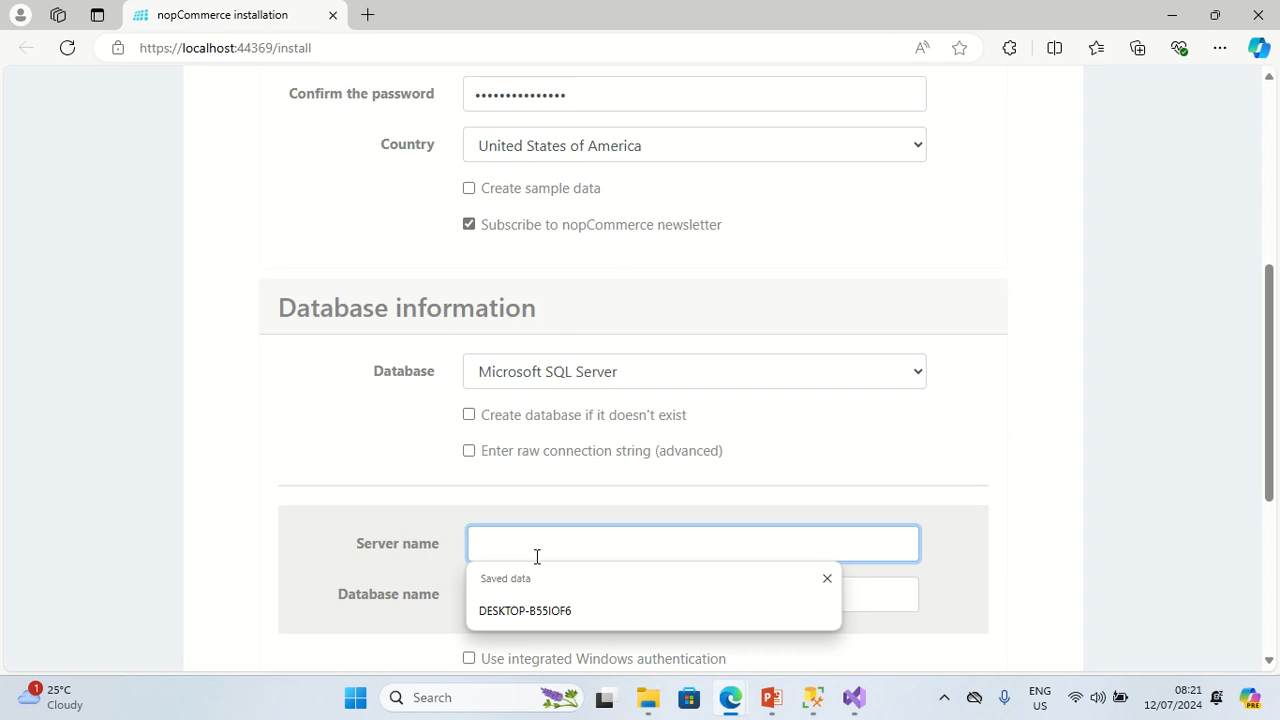 nopCommerce installation
https://localhost:44369/install
Confirm the password
•••••••••••••••
Country
United States of America
Create sample data
Subscribe to nopCommerce newsletter
Database information
Database
Microsoft SQL Server
Create database if it doesn't exist
Enter raw connection string (advanced)
Server name
Saved data
DESKTOP-B55IOF6
Database name
Use integrated Windows authentication
1
25°C
Cloudy
Search
ENG
US
08:21
12/07/2024
PRE